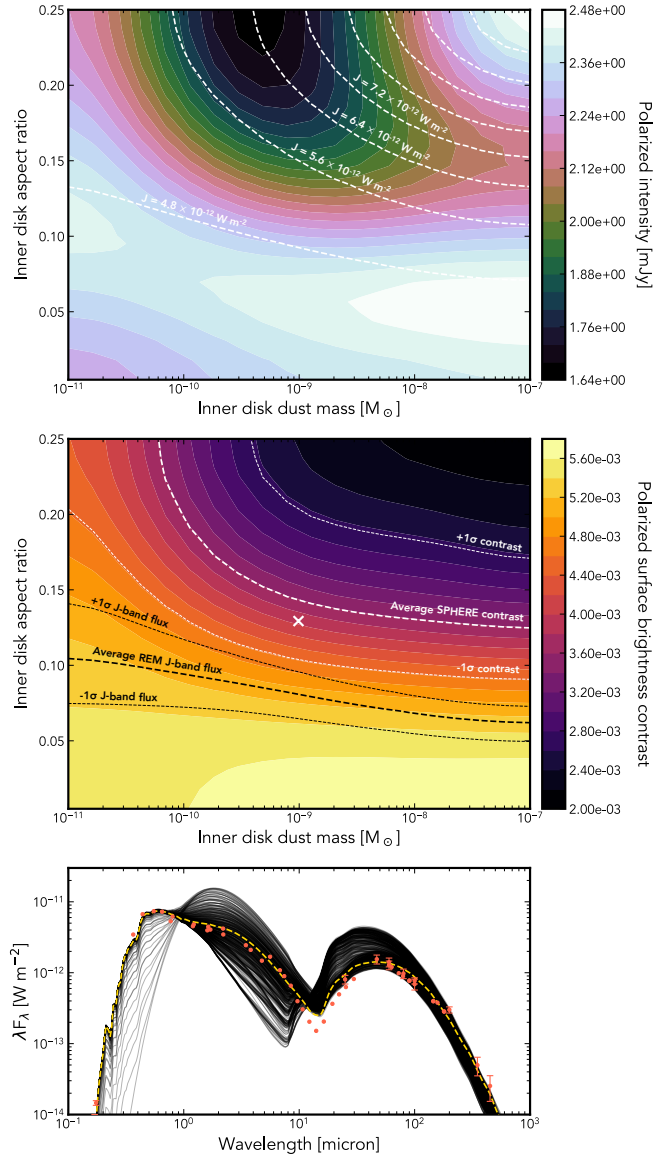 0.25
0.20
0.15
0.10
0.05
10⁻¹¹
10⁻¹⁰
10⁻⁹
10⁻⁸
10⁻⁷
Inner disk aspect ratio
Inner disk dust mass [M⊙]
J = 7.2 × 10⁻¹² W m⁻²
J = 6.4 × 10⁻¹² W m⁻²
J = 5.6 × 10⁻¹² W m⁻²
J = 4.8 × 10⁻¹² W m⁻²
2.48e+00
2.36e+00
2.24e+00
2.12e+00
2.00e+00
1.88e+00
1.76e+00
1.64e+00
Polarized intensity [mJy]
0.25
0.20
0.15
0.10
0.05
10⁻¹¹
10⁻¹⁰
10⁻⁹
10⁻⁸
10⁻⁷
Inner disk aspect ratio
Inner disk dust mass [M⊙]
+1σ contrast
Average SPHERE contrast
-1σ contrast
+1σ J-band flux
Average REM J-band flux
-1σ J-band flux
5.60e−03
5.20e−03
4.80e−03
4.40e−03
4.00e−03
3.60e−03
3.20e−03
2.80e−03
2.40e−03
2.00e−03
Polarized surface brightness contrast
10⁻¹¹
10⁻¹²
10⁻¹³
10⁻¹⁴
10⁻¹
10⁰
10¹
10²
10³
λFλ [W m⁻²]
Wavelength [micron]